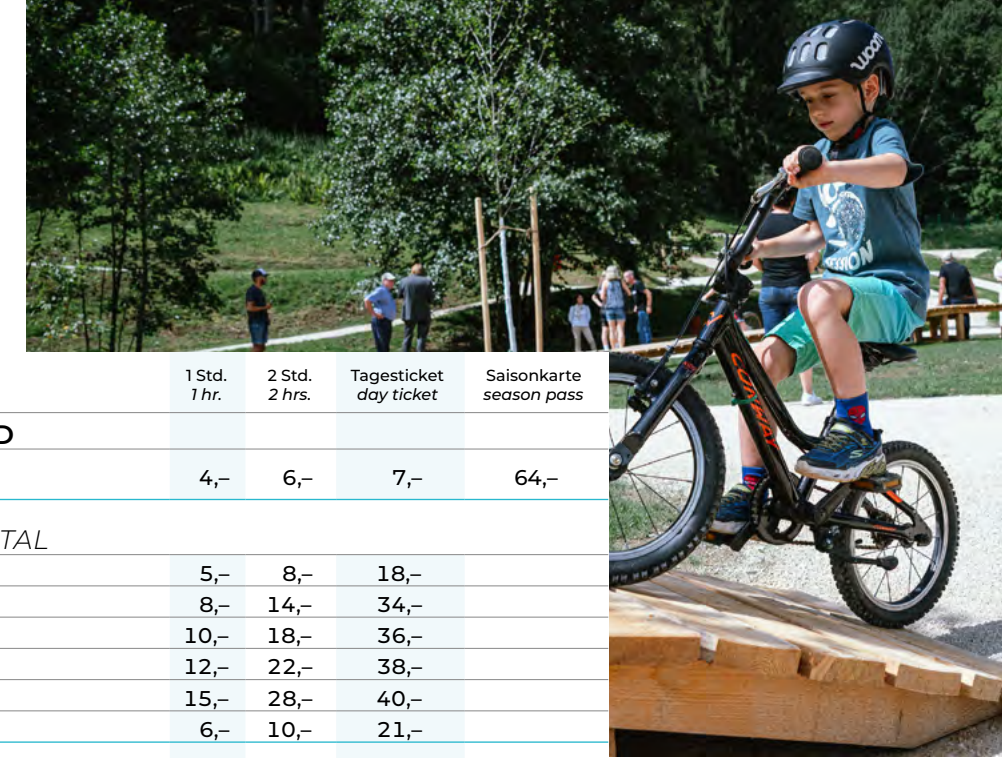 woom
SESSION
CONWAY
1 Std. 2 Std. Tagesticket Saisonkarte
1 hr. 2 hrs. day ticket season pass
D
4,– 6,– 7,– 64,–
TAL
5,– 8,– 18,–
8,– 14,– 34,–
10,– 18,– 36,–
12,– 22,– 38,–
15,– 28,– 40,–
6,– 10,– 21,–